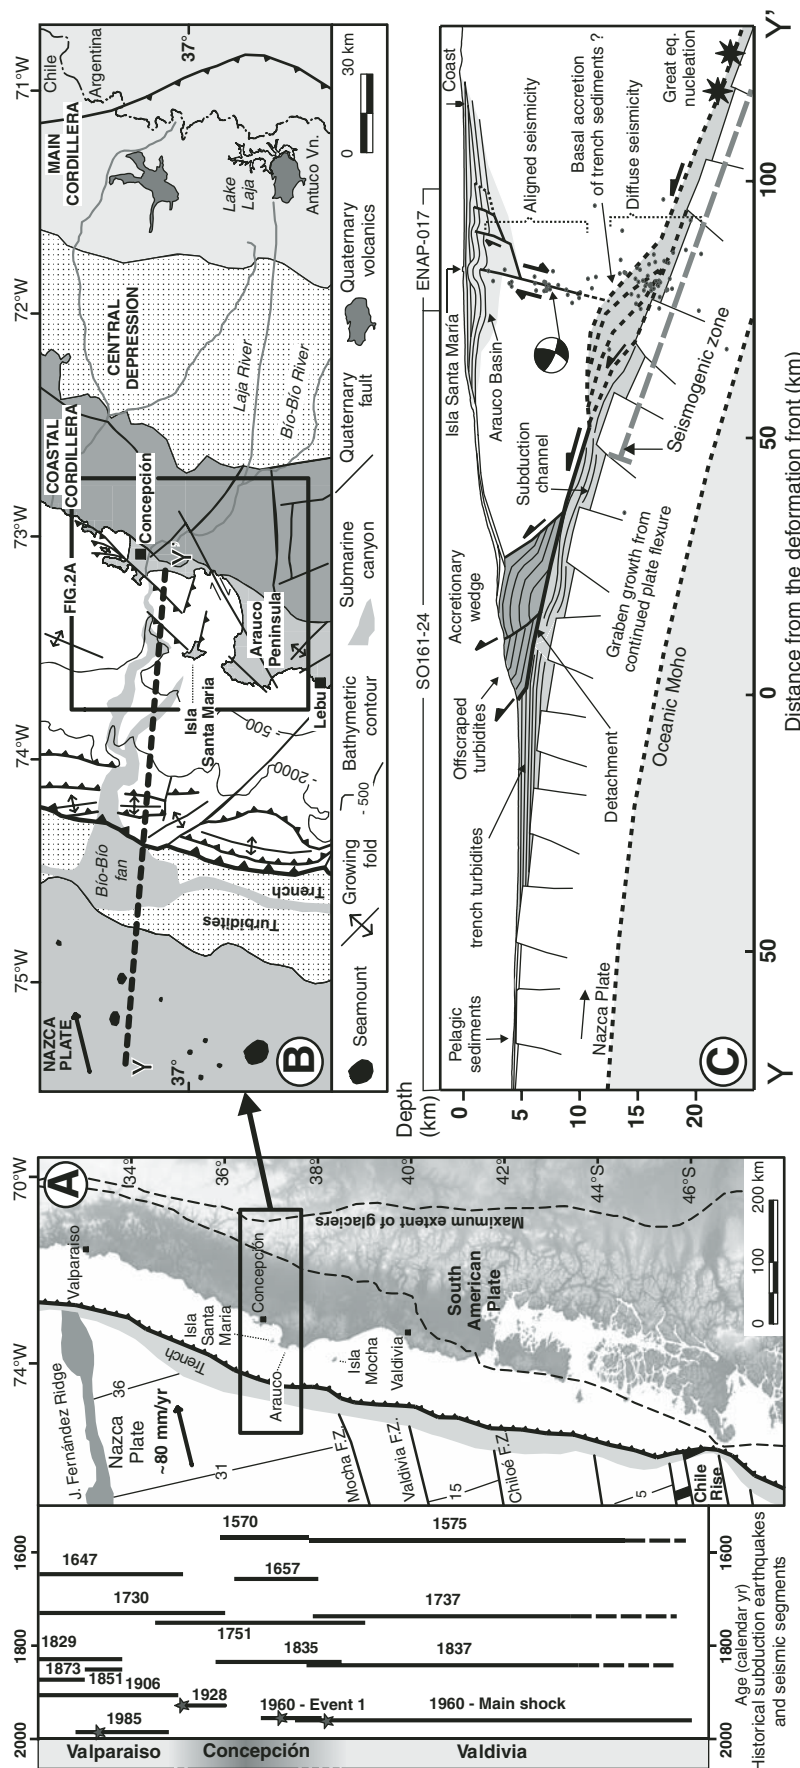 71°W
72°W
73°W
74°W
75°W
Chile
Argentina
MAIN
CORDILLERA
37°
Lake
Laja
Antuco Vn.
CENTRAL
DEPRESSION
Laja River
Bío-Bío River
COASTAL
CORDILLERA
Concepción
FIG.2A
Y'
Arauco
Peninsula
Isla
Santa María
Lebu
-500
-2000
Bío-Bío
fan
Trench
Turbidites
NAZCA
PLATE
Y
37°
B
Seamount
Growing
fold
- 500
Bathymetric
contour
Submarine
canyon
Quaternary
fault
Quaternary
volcanics
0
30 km
Depth
(km)
0
5
10
15
20
SO161-24
ENAP-017
Pelagic
sediments
trench turbidites
Offscraped
turbidites
Accretionary
wedge
Subduction
channel
Isla Santa María
Arauco Basin
Coast
Aligned seismicity
Basal accretion
of trench sediments ?
Diffuse seismicity
Great eq.
nucleation
Detachment
Graben growth from
continued plate flexure
Seismogenic zone
Oceanic Moho
Nazca Plate
C
Y
50
0
50
100
Y'
Distance from the deformation front (km)
A
70°W
74°W
34°
36°
38°
40°
42°
44°S
46°S
Valparaiso
J. Fernández Ridge
36
Nazca
Plate
~80 mm/yr
Trench
Isla
Santa
María
Concepción
Arauco
31
Isla
Mocha
Valdivia
Mocha F.Z.
Valdivia F.Z.
15
Chiloé F.Z.
5
Chile
Rise
South
American
Plate
Maximum extent of glaciers
0
100
200 km
1600
1800
2000
1570
1575
1647
1657
1730
1737
1751
1829
1835
1837
1873
1851
1906
1928
1960 - Event 1
1960 - Main shock
1985
Valparaiso
Concepción
Valdivia
1600
1800
2000
Age (calendar yr)
Historical subduction earthquakes
and seismic segments